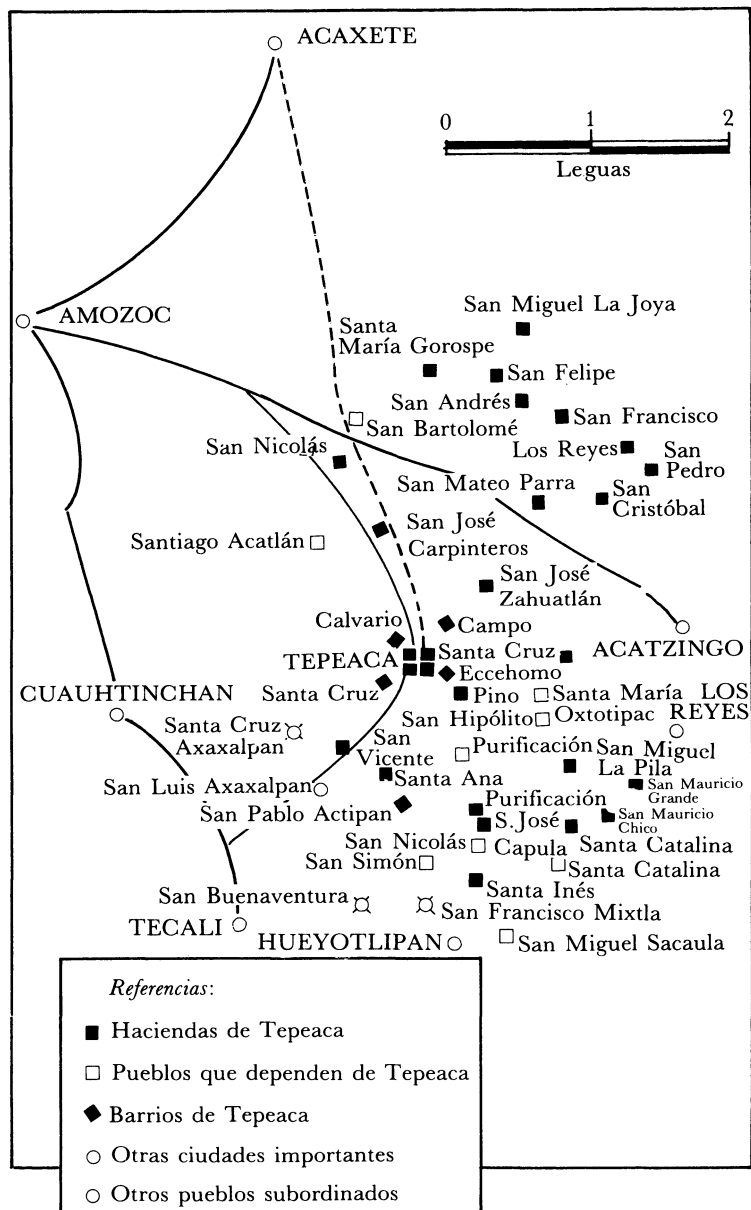 ACAXETE
0 1 2
Leguas
AMOZOC
San Miguel La Joya
Santa
María Gorospe
San Felipe
San Andrés
San Francisco
San Bartolomé
San Nicolás
Los Reyes
San
Pedro
San Mateo Parra
San
Cristóbal
San José
Carpinteros
Santiago Acatlán
San José
Zahuatlán
Calvario
Campo
ACATZINGO
TEPEACA
Santa Cruz
Eccehomo
CUAUHTINCHAN
Santa Cruz
Pino
Santa María
LOS
REYES
San Hipólito
Oxtotipac
Santa Cruz
Axaxalpan
San
Vicente
Purificación
San Miguel
La Pila
San Luis Axaxalpan
Santa Ana
San Mauricio
Grande
San Pablo Actipan
Purificación
San Mauricio
Chico
S.José
San Nicolás
Capula
Santa Catalina
San Simón
Santa Catalina
Santa Inés
San Buenaventura
San Francisco Mixtla
TECALI
HUEYOTLIPAN
San Miguel Sacaula
Referencias:
Haciendas de Tepeaca
Pueblos que dependen de Tepeaca
Barrios de Tepeaca
Otras ciudades importantes
Otros pueblos subordinados